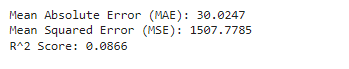 Mean Absolute Error (MAE): 30.0247
Mean Squared Error (MSE): 1507.7785
R^2 Score: 0.0866